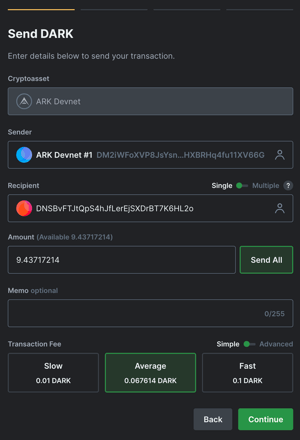 Send DARK
Enter details below to send your transaction.
Cryptoasset
ARK Devnet
Sender
ARK Devnet #1 DM2iWFoXVP8JsYsn...HXBRHq4fu11XV66G
Recipient Single Multiple ?
DNSBvFTJtQpS4hJfLerEjSXDrBT7K6HL2o
Amount (Available 9.43717214)
9.43717214 Send All
Memo optional
0/255
Transaction Fee Simple Advanced
Slow Average Fast
0.01 DARK 0.067614 DARK 0.1 DARK
Back Continue